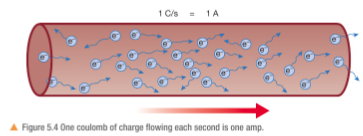 1 C/s = 1 A
e⁻ e⁻ e⁻ e⁻ e⁻ e⁻ e⁻ e⁻ e⁻ e⁻ e⁻ e⁻ e⁻ e⁻ e⁻ e⁻ e⁻ e⁻ e⁻ e⁻ e⁻ e⁻ e⁻ e⁻
▲ Figure 5.4 One coulomb of charge flowing each second is one amp.